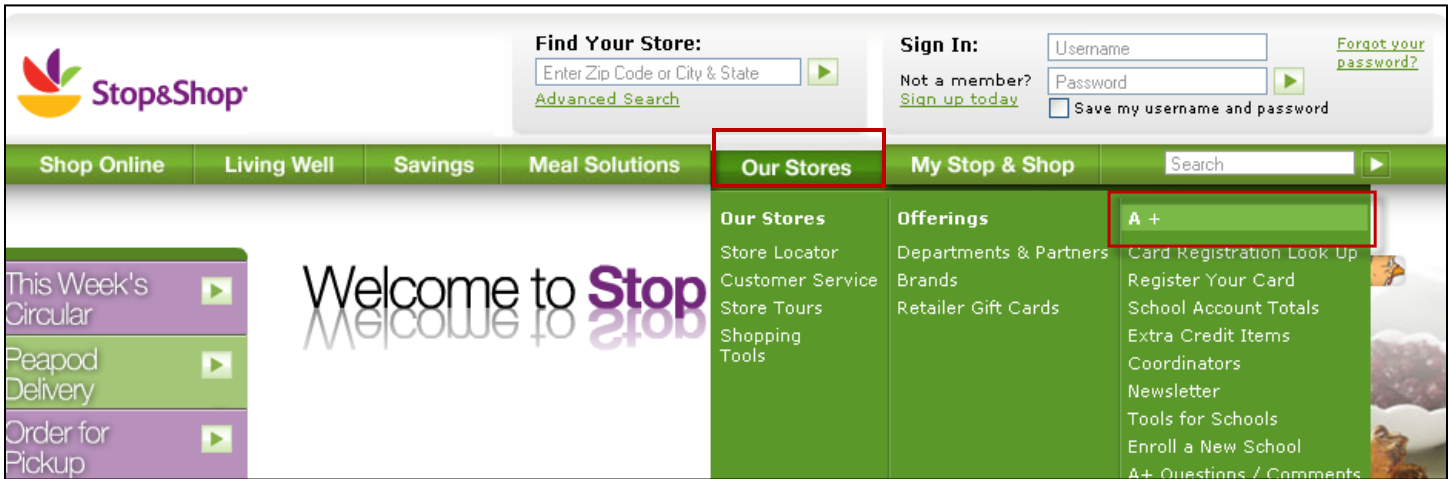 Find Your Store:
Enter Zip Code or City & State
Advanced Search
Sign In:
Username
Forgot your
password?
Not a member?
Password
Sign up today
Save my username and password
Stop&Shop
Shop Online
Living Well
Savings
Meal Solutions
Our Stores
My Stop & Shop
Search
Our Stores
Store Locator
Customer Service
Store Tours
Shopping
Tools
Offerings
Departments & Partners
Brands
Retailer Gift Cards
A +
Card Registration Look Up
Register Your Card
School Account Totals
Extra Credit Items
Coordinators
Newsletter
Tools for Schools
Enroll a New School
A+ Questions / Comments
This Week's
Circular
Peapod
Delivery
Order for
Pickup
Welcome to Stop